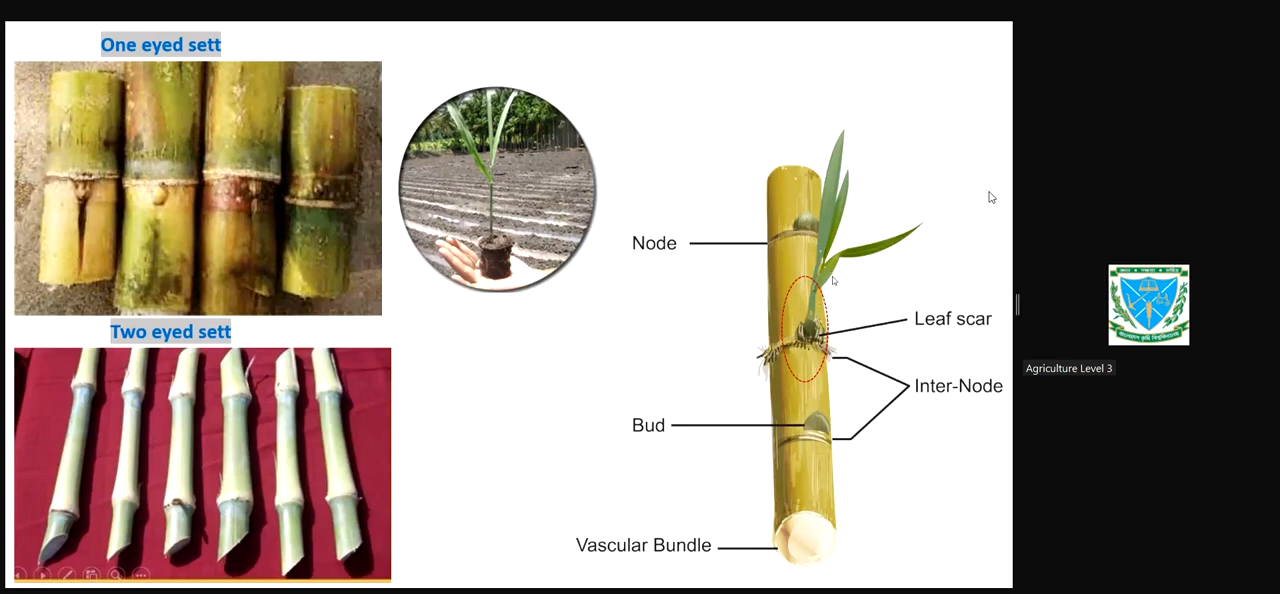 One eyed sett
Two eyed sett
Node
Leaf scar
Inter-Node
Bud
Vascular Bundle
Agriculture Level 3